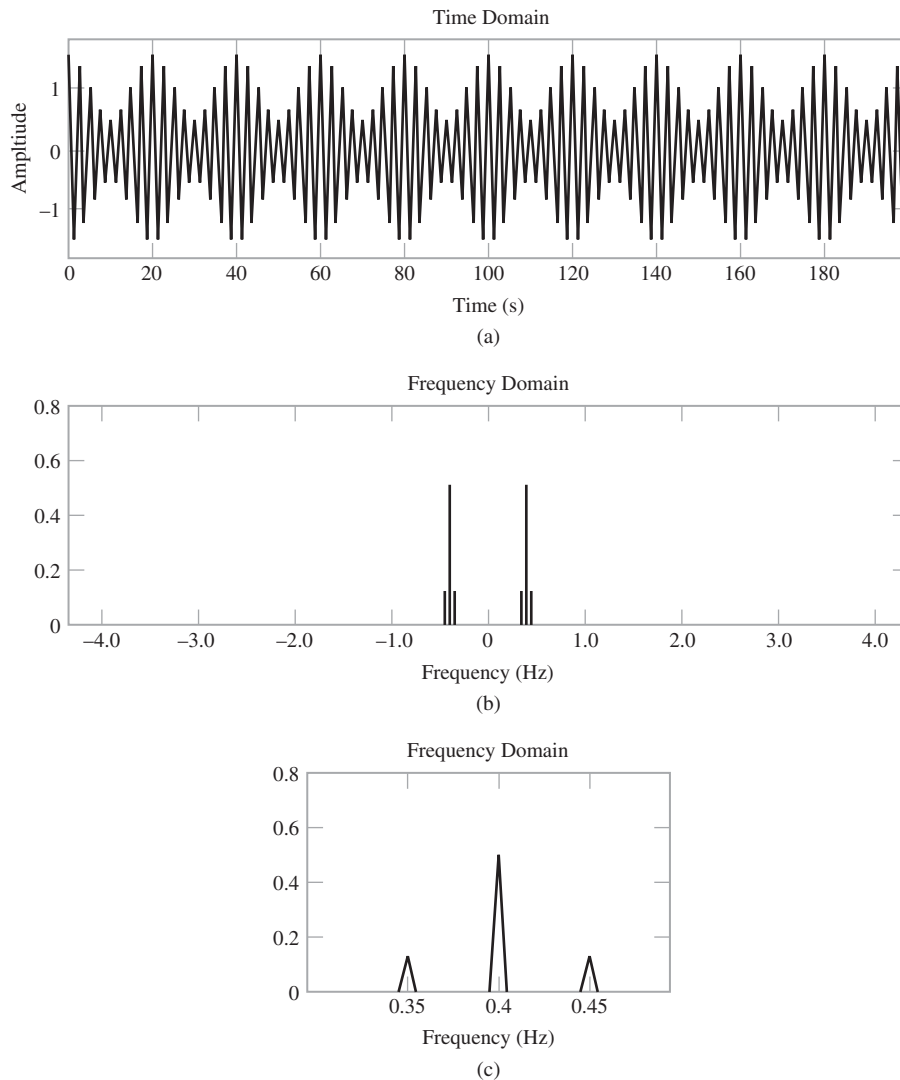 Time Domain
Ampltiude
1
0
−1
0 20 40 60 80 100 120 140 160 180
Time (s)
(a)
Frequency Domain
0.8
0.6
0.4
0.2
0
−4.0 −3.0 −2.0 −1.0 0 1.0 2.0 3.0 4.0
Frequency (Hz)
(b)
Frequency Domain
0.8
0.6
0.4
0.2
0
0.35 0.4 0.45
Frequency (Hz)
(c)